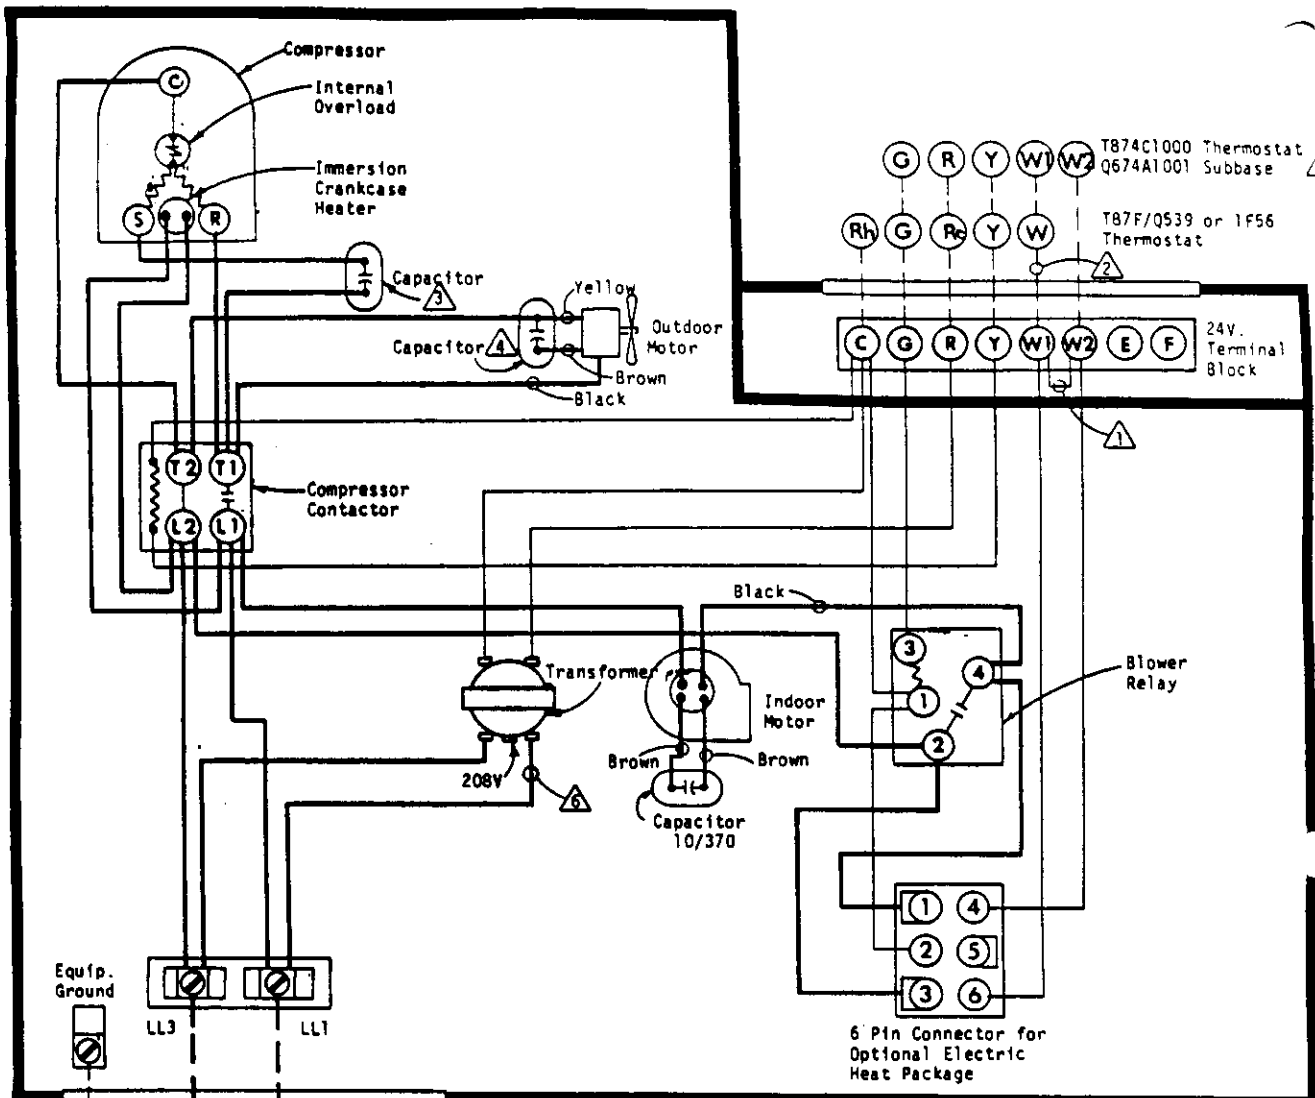 Compressor
C
Internal
Overload
Immersion
Crankcase
Heater
S
R
Capacitor
3
Yellow
Outdoor
Motor
Capacitor
4
Brown
Black
G
R
Y
W1
W2
T874C1000 Thermostat
Q674A1001 Subbase
Rh
G
Rc
Y
W
T87F/Q539 or 1F56
Thermostat
2
C
G
R
Y
W1
W2
E
F
24V.
Terminal
Block
1
T2
T1
L2
L1
Compressor
Contactor
Black
3
4
1
2
Blower
Relay
Transformer
208V
6
Indoor
Motor
Brown
Brown
Capacitor
10/370
1
4
2
5
3
6
6 Pin Connector for
Optional Electric
Heat Package
Equip.
Ground
LL3
LL1